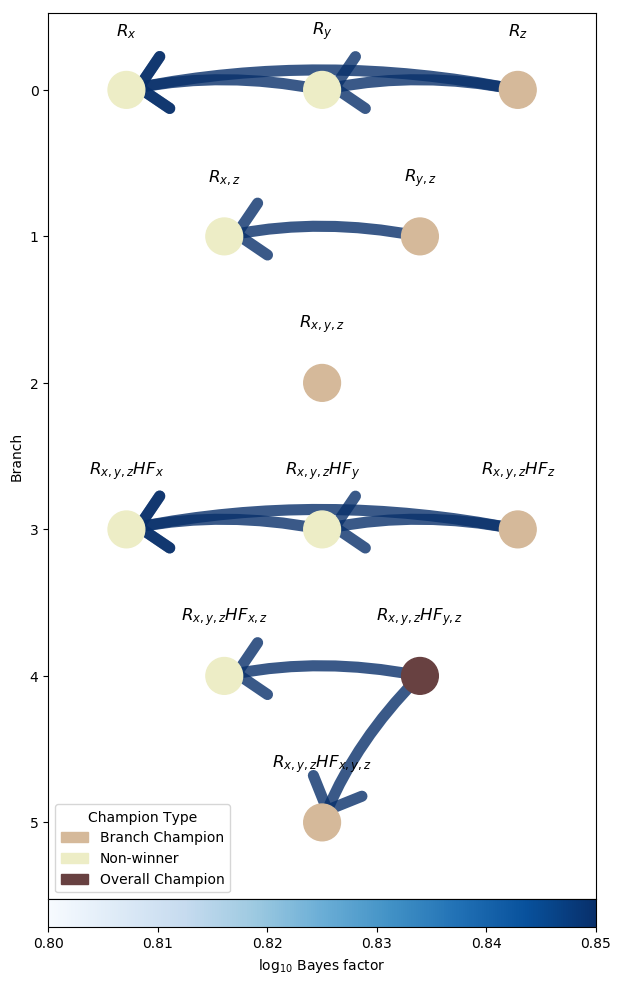 R_x R_y R_z
0
R_{x,z} R_{y,z}
1
R_{x,y,z}
2
Branch
R_{x,y,z}HF_x R_{x,y,z}HF_y R_{x,y,z}HF_z
3
R_{x,y,z}HF_{x,z} R_{x,y,z}HF_{y,z}
4
R_{x,y,z}HF_{x,y,z}
5
Champion Type
Branch Champion
Non-winner
Overall Champion
0.80 0.81 0.82 0.83 0.84 0.85
log_{10} Bayes factor